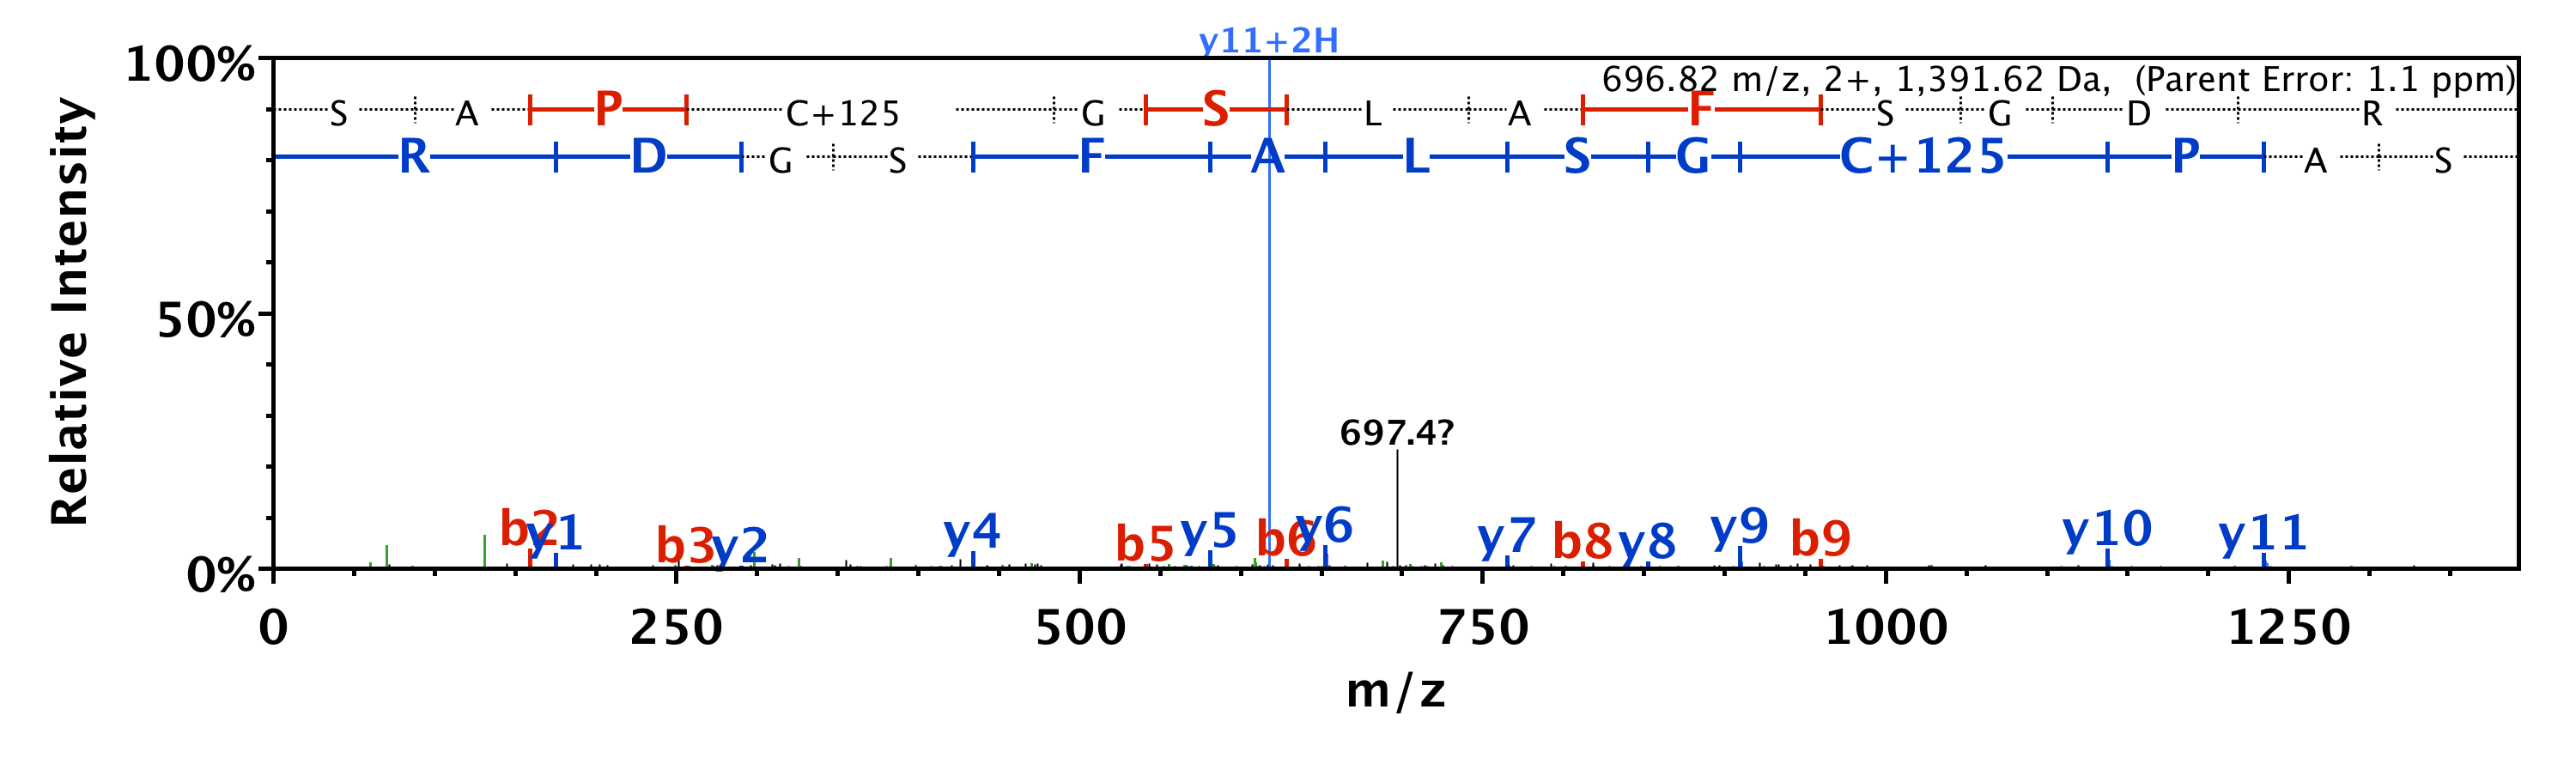 y11+2H
100%
696.82 m/z, 2+, 1,391.62 Da, (Parent Error: 1.1 ppm)
S A P C+125 G S L A F S G D R
R D G S F A L S G C+125 P A S
Relative Intensity
50%
697.4?
b2 y1 b3 y2 y4 b5 y5 b6 y6 y7 b8 y8 y9 b9 y10 y11
0%
0 250 500 750 1000 1250
m/z